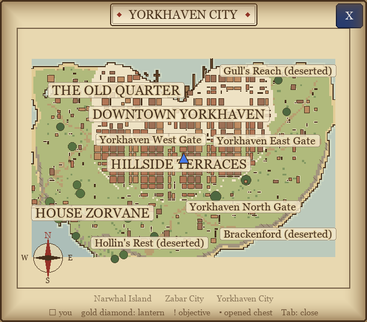 YORKHAVEN CITY
X
Gull's Reach (deserted)
THE OLD QUARTER
DOWNTOWN YORKHAVEN
Yorkhaven West Gate
Yorkhaven East Gate
HILLSIDE TERRACES
Yorkhaven North Gate
HOUSE ZORVANE
Brackenford (deserted)
Hollin's Rest (deserted)
N
W E
S
Narwhal Island Zabar City Yorkhaven City
□ you gold diamond: lantern ! objective • opened chest Tab: close